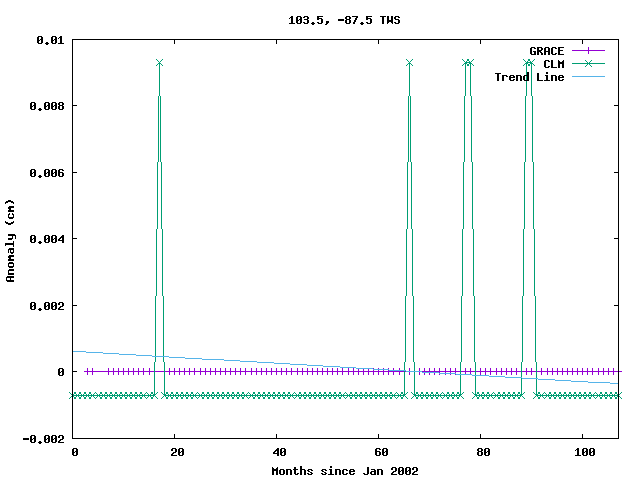 103.5, -87.5 TWS
0.01
0.008
0.006
0.004
0.002
0
-0.002
Anomaly (cm)
GRACE
CLM
Trend Line
0 20 40 60 80 100
Months since Jan 2002